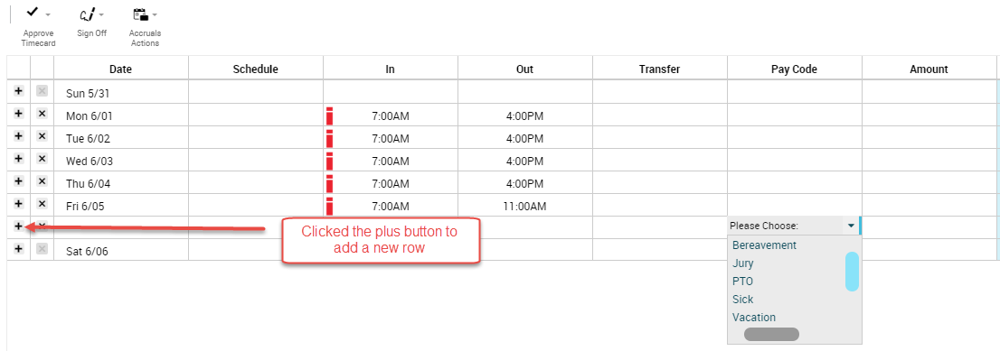 Approve Timecard
Sign Off
Accruals Actions
Date Schedule In Out Transfer Pay Code Amount
Sun 5/31
Mon 6/01 7:00AM 4:00PM
Tue 6/02 7:00AM 4:00PM
Wed 6/03 7:00AM 4:00PM
Thu 6/04 7:00AM 4:00PM
Fri 6/05 7:00AM 11:00AM
Clicked the plus button to
add a new row
Please Choose:
Bereavement
Jury
PTO
Sick
Vacation
Sat 6/06